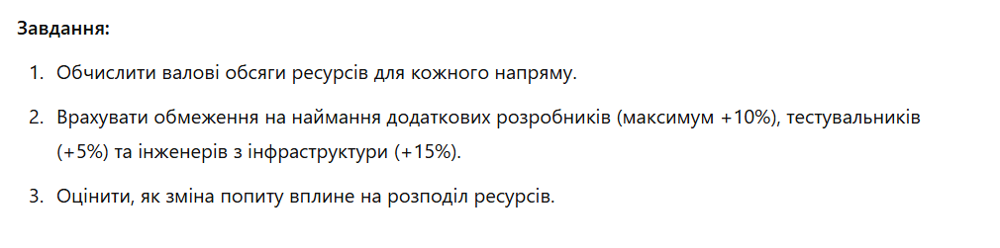 Завдання:
1. Обчислити валові обсяги ресурсів для кожного напряму.
2. Врахувати обмеження на наймання додаткових розробників (максимум +10%), тестувальників
(+5%) та інженерів з інфраструктури (+15%).
3. Оцінити, як зміна попиту вплине на розподіл ресурсів.